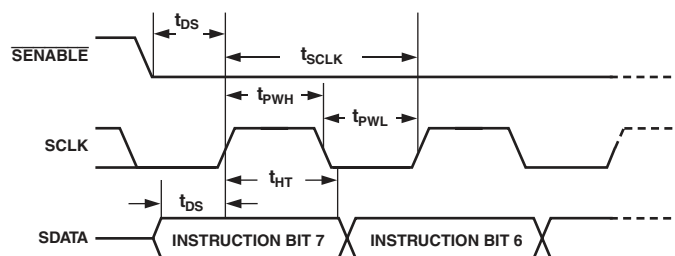 tDS
SENABLE
tSCLK
tPWH
tPWL
SCLK
tHT
tDS
SDATA
INSTRUCTION BIT 7
INSTRUCTION BIT 6